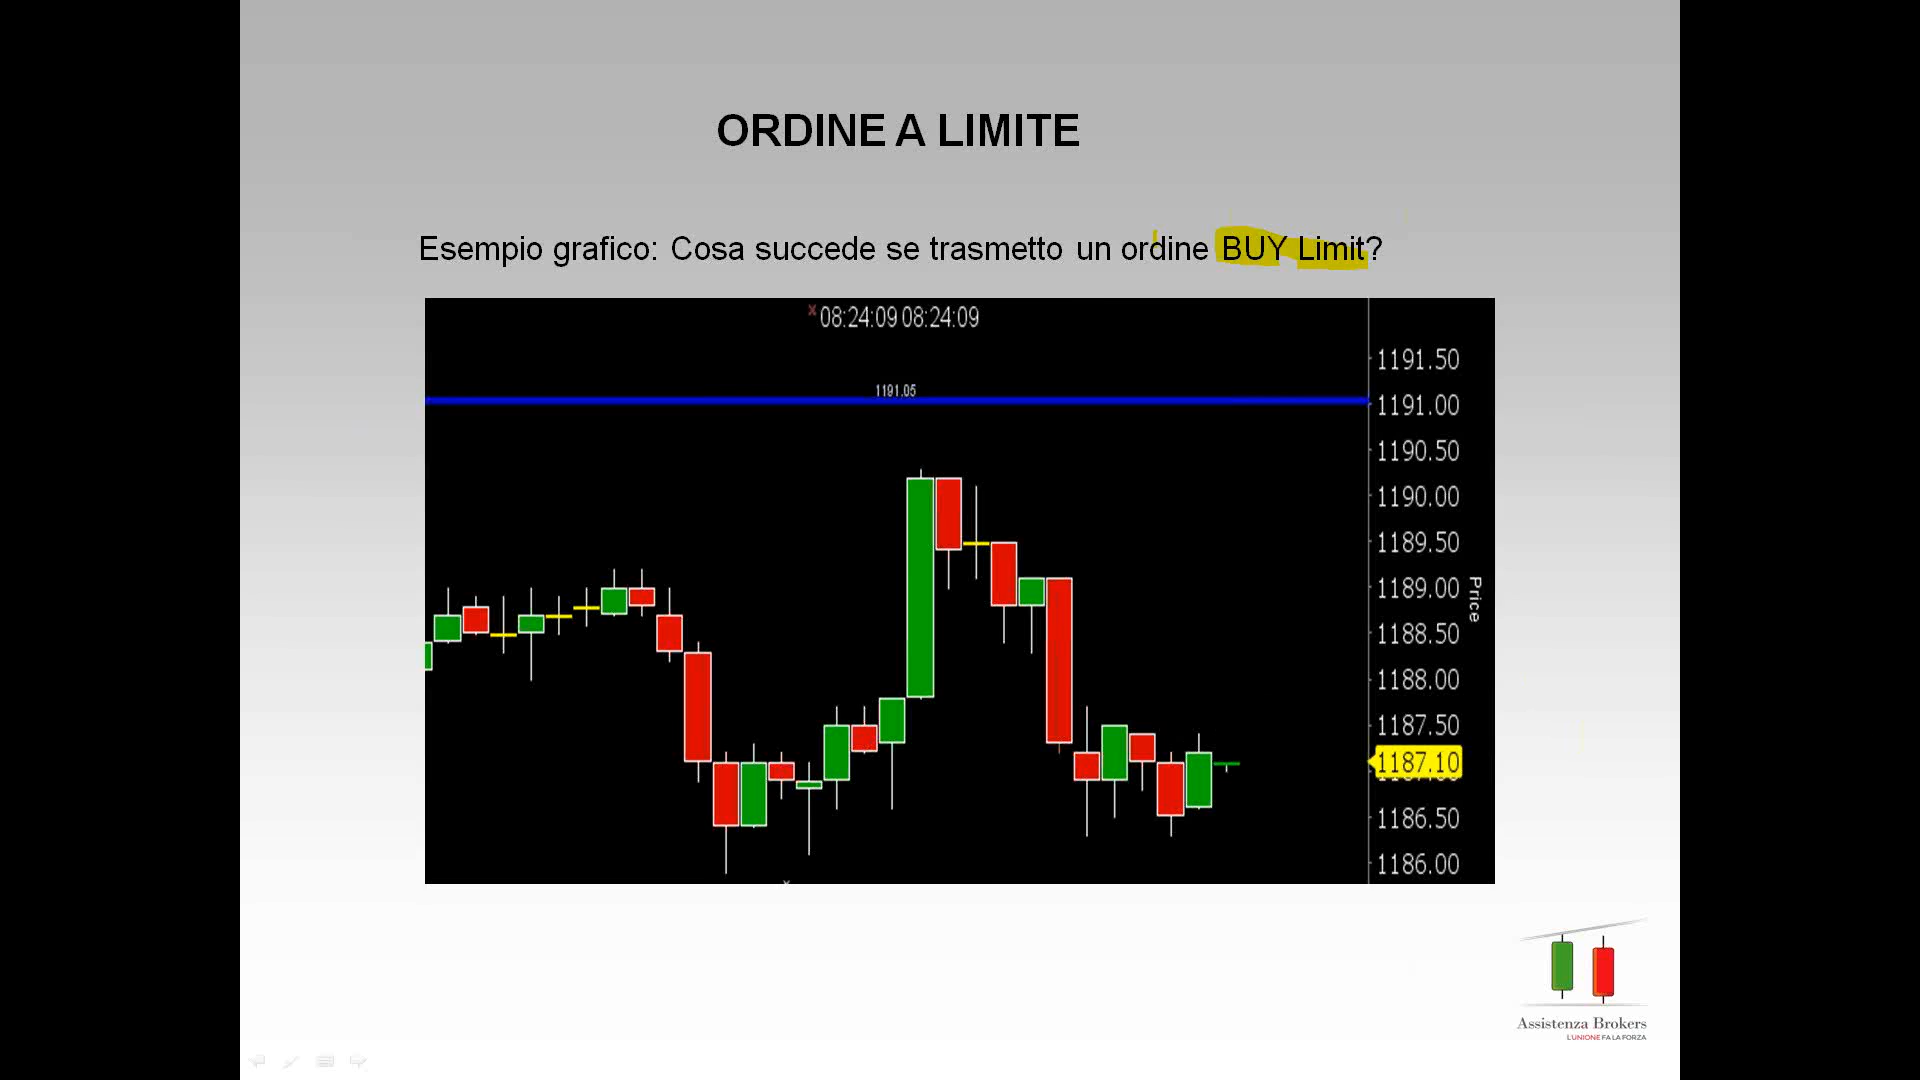 ORDINE A LIMITE
Esempio grafico: Cosa succede se trasmetto un ordine BUY Limit?
x 08:24:09 08:24:09
1191.05
1191.50
1191.00
1190.50
1190.00
1189.50
1189.00
1188.50
1188.00
1187.50
1187.10
1186.50
1186.00
Price
Assistenza Brokers
L'UNIONE FA LA FORZA